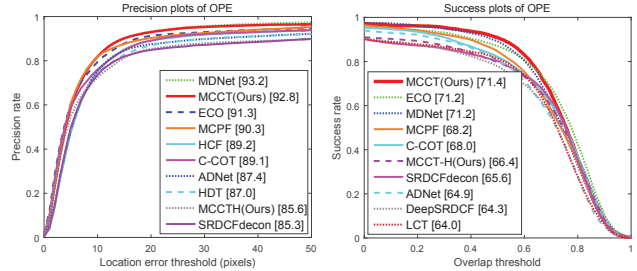 Precision plots of OPE
Precision rate
1
0.8
0.6
0.4
0.2
0
0
10
20
30
40
50
Location error threshold (pixels)
MDNet [93.2]
MCCT(Ours) [92.8]
ECO [91.3]
MCPF [90.3]
HCF [89.2]
C-COT [89.1]
ADNet [87.4]
HDT [87.0]
MCCTH(Ours) [85.6]
SRDCFdecon [85.3]
Success plots of OPE
Success rate
1
0.8
0.6
0.4
0.2
0
0
0.2
0.4
0.6
0.8
1
Overlap threshold
MCCT(Ours) [71.4]
ECO [71.2]
MDNet [71.2]
MCPF [68.2]
C-COT [68.0]
MCCT-H(Ours) [66.4]
SRDCFdecon [65.6]
ADNet [64.9]
DeepSRDCF [64.3]
LCT [64.0]